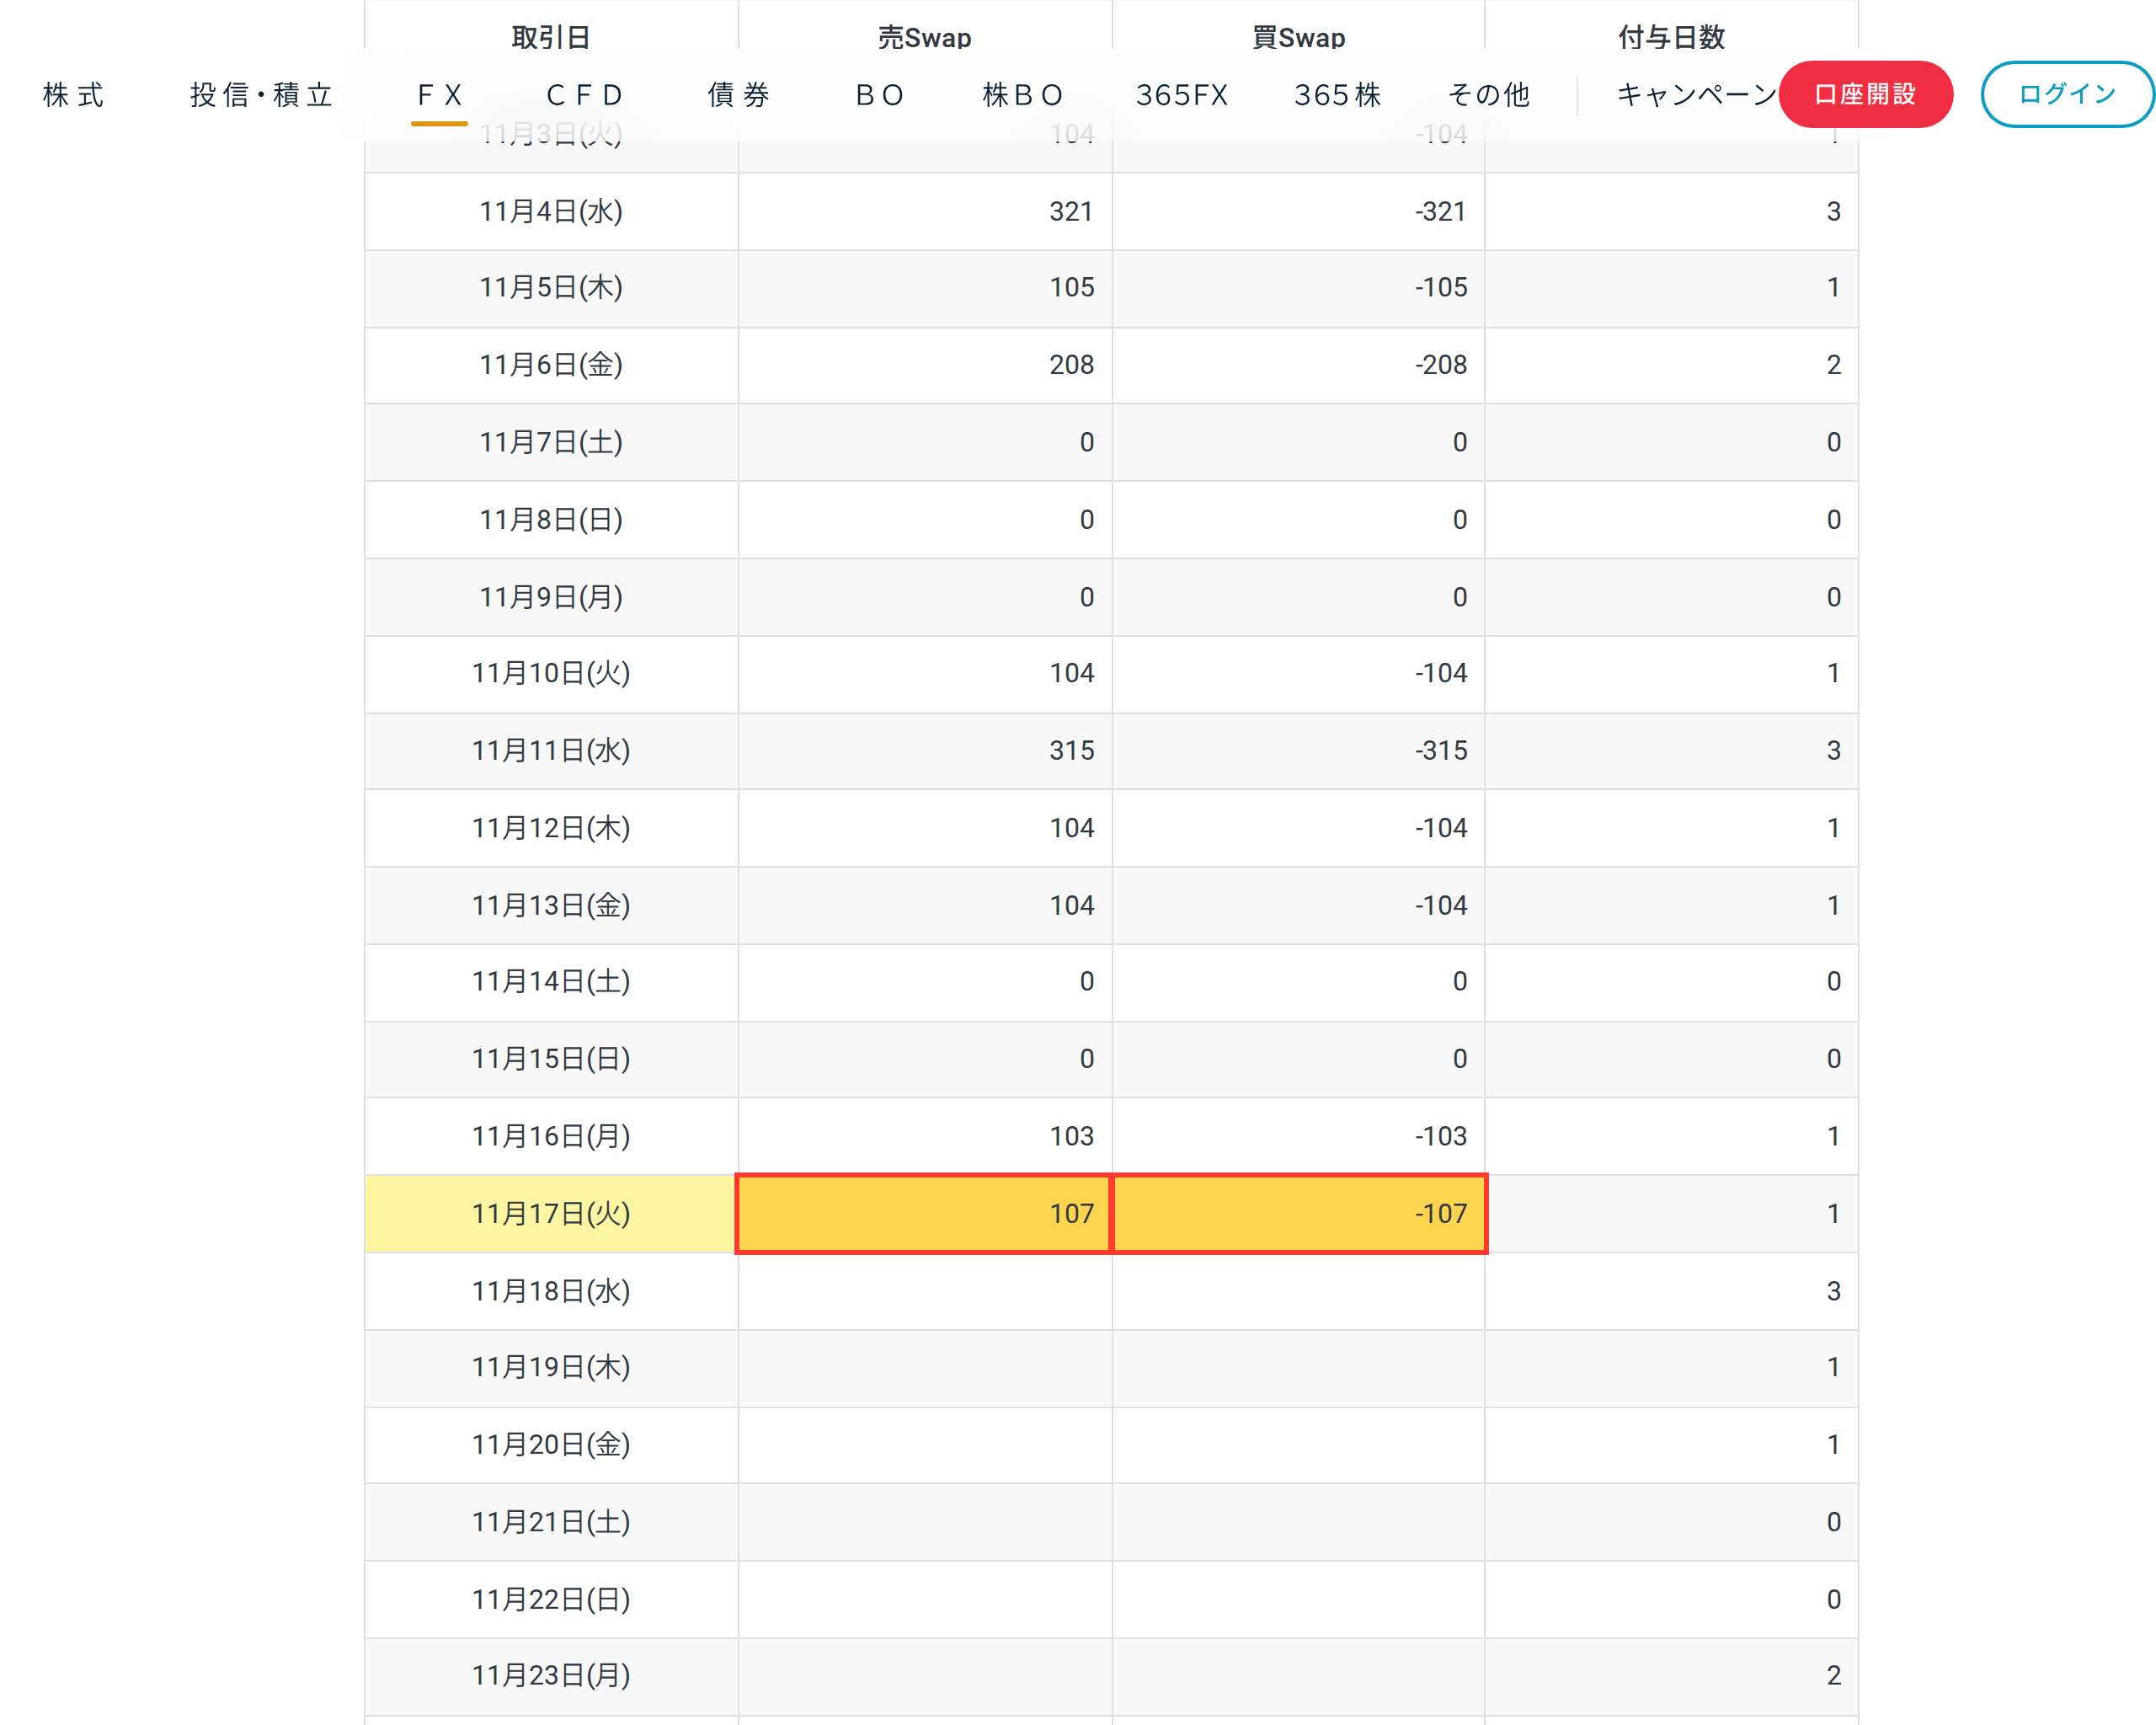 取引日 売Swap 買Swap 付与日数
株式 投信・積立 ＦＸ ＣＦＤ 債券 ＢＯ 株ＢＯ 365FX 365株 その他 キャンペーン 口座開設 ログイン
11月3日(火) 104 -104 1
11月4日(水) 321 -321 3
11月5日(木) 105 -105 1
11月6日(金) 208 -208 2
11月7日(土) 0 0 0
11月8日(日) 0 0 0
11月9日(月) 0 0 0
11月10日(火) 104 -104 1
11月11日(水) 315 -315 3
11月12日(木) 104 -104 1
11月13日(金) 104 -104 1
11月14日(土) 0 0 0
11月15日(日) 0 0 0
11月16日(月) 103 -103 1
11月17日(火) 107 -107 1
11月18日(水) 3
11月19日(木) 1
11月20日(金) 1
11月21日(土) 0
11月22日(日) 0
11月23日(月) 2